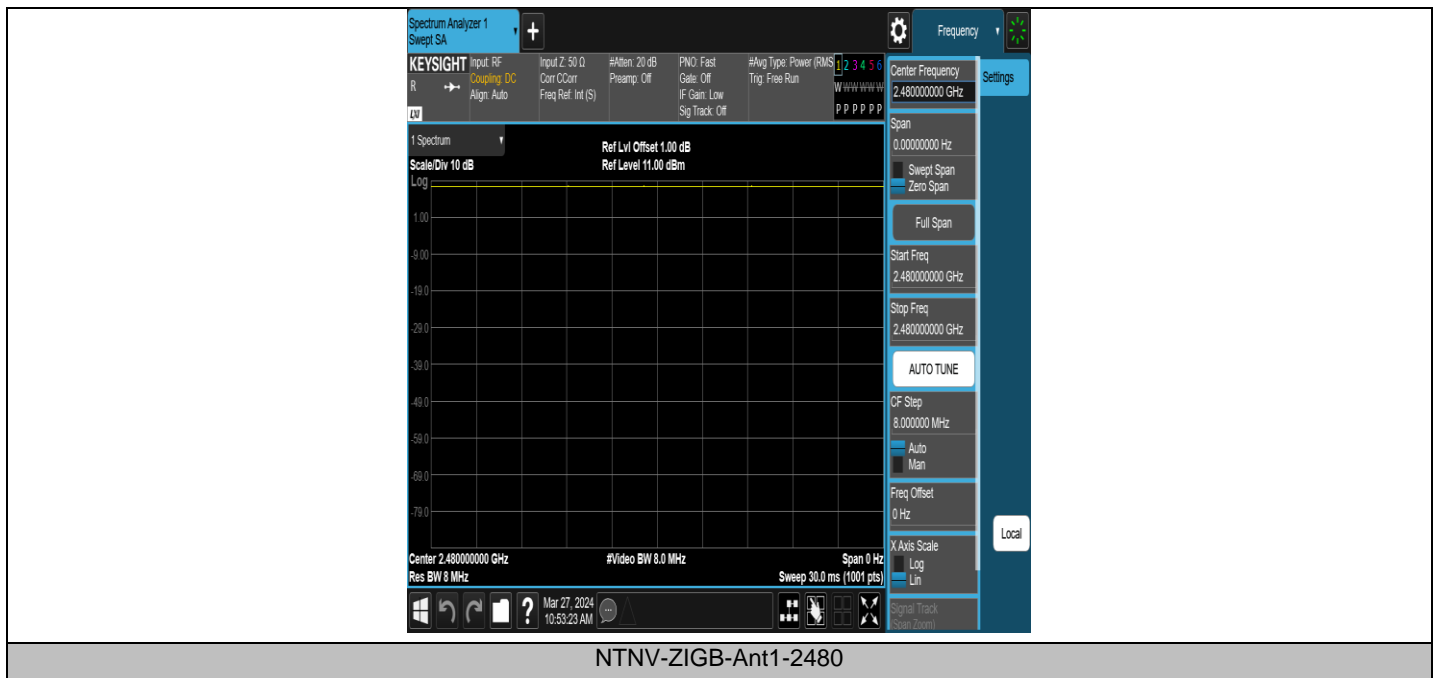 Spectrum Analyzer 1
Swept SA
+
Frequency
KEYSIGHT
R
LXI
Input: RF
Coupling: DC
Align: Auto
Input Z: 50 Ω
Corr CCorr
Freq Ref: Int (S)
#Atten: 20 dB
Preamp: Off
PNO: Fast
Gate: Off
IF Gain: Low
Sig Track: Off
#Avg Type: Power (RMS
Trig: Free Run
1 2 3 4 5 6
W W W W W W
P P P P P P
Center Frequency
2.480000000 GHz
Settings
Span
0.00000000 Hz
Swept Span
Zero Span
Full Span
Start Freq
2.480000000 GHz
Stop Freq
2.480000000 GHz
AUTO TUNE
CF Step
8.000000 MHz
Auto
Man
Freq Offset
0 Hz
X Axis Scale
Log
Lin
Signal Track
(Span Zoom)
Local
1 Spectrum
Scale/Div 10 dB
Ref Lvl Offset 1.00 dB
Ref Level 11.00 dBm
Log
1.00
-9.00
-19.0
-29.0
-39.0
-49.0
-59.0
-69.0
-79.0
Center 2.480000000 GHz
#Video BW 8.0 MHz
Span 0 Hz
Res BW 8 MHz
Sweep 30.0 ms (1001 pts)
?
Mar 27, 2024
10:53:23 AM
NTNV-ZIGB-Ant1-2480